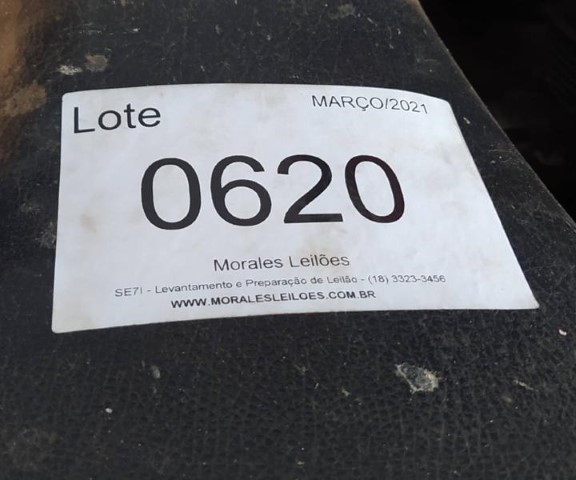 Lote
MARÇO/2021
0620
Morales Leilões
SE7I - Levantamento e Preparação de Leilão - (18) 3323-3456
WWW.MORALESLEILOES.COM.BR